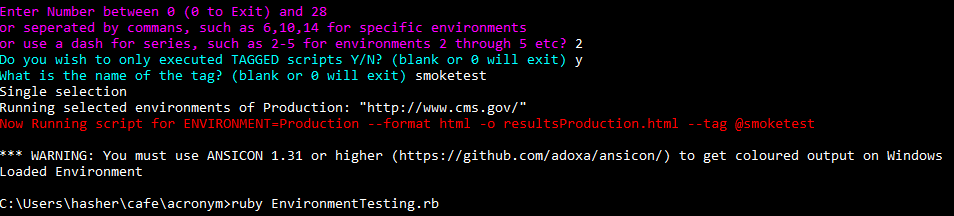 Enter Number between 0 (0 to Exit) and 28
or seperated by commans, such as 6,10,14 for specific environments
or use a dash for series, such as 2-5 for environments 2 through 5 etc? 2
Do you wish to only executed TAGGED scripts Y/N? (blank or 0 will exit) y
What is the name of the tag? (blank or 0 will exit) smoketest
Single selection
Running selected environments of Production: "http://www.cms.gov/"
Now Running script for ENVIRONMENT=Production --format html -o resultsProduction.html --tag @smoketest
*** WARNING: You must use ANSICON 1.31 or higher (https://github.com/adoxa/ansicon/) to get coloured output on Windows
Loaded Environment
C:\Users\hasher\cafe\acronym>ruby EnvironmentTesting.rb